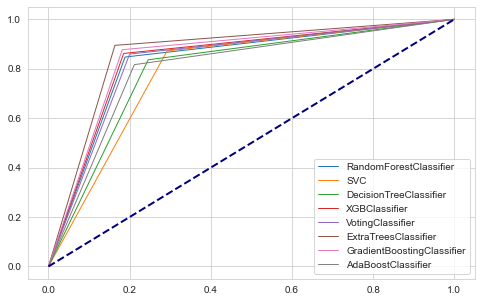 1.0
0.8
0.6
0.4
0.2
0.0
RandomForestClassifier
SVC
DecisionTreeClassifier
XGBClassifier
VotingClassifier
ExtraTreesClassifier
GradientBoostingClassifier
AdaBoostClassifier
0.0 0.2 0.4 0.6 0.8 1.0